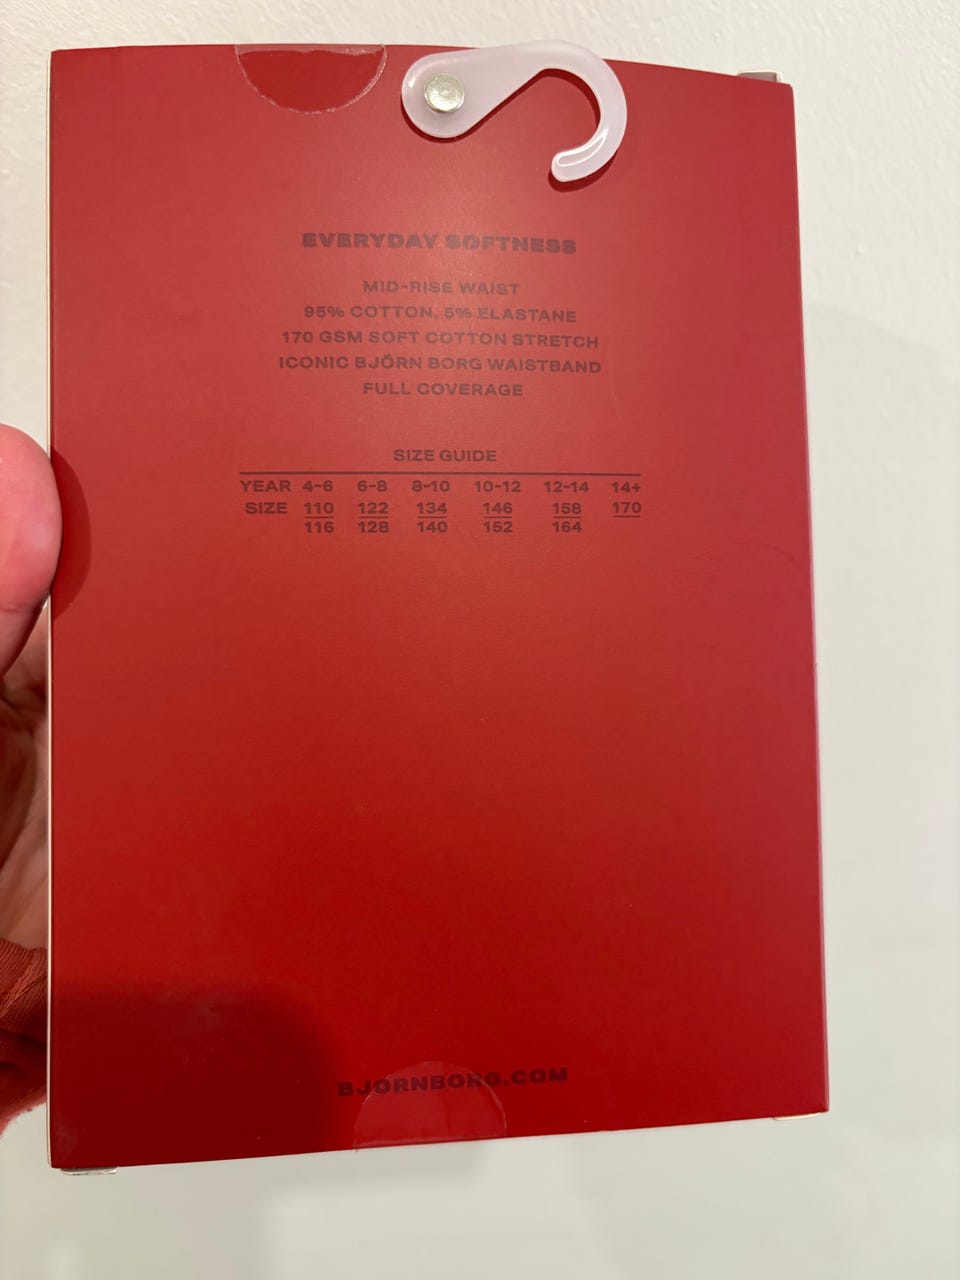 EVERYDAY SOFTNESS
MID-RISE WAIST
95% COTTON, 5% ELASTANE
170 GSM SOFT COTTON STRETCH
ICONIC BJÖRN BORG WAISTBAND
FULL COVERAGE
SIZE GUIDE
YEAR 4-6 6-8 8-10 10-12 12-14 14+
SIZE 110 122 134 146 158 170
116 128 140 152 164
BJORNBORG.COM